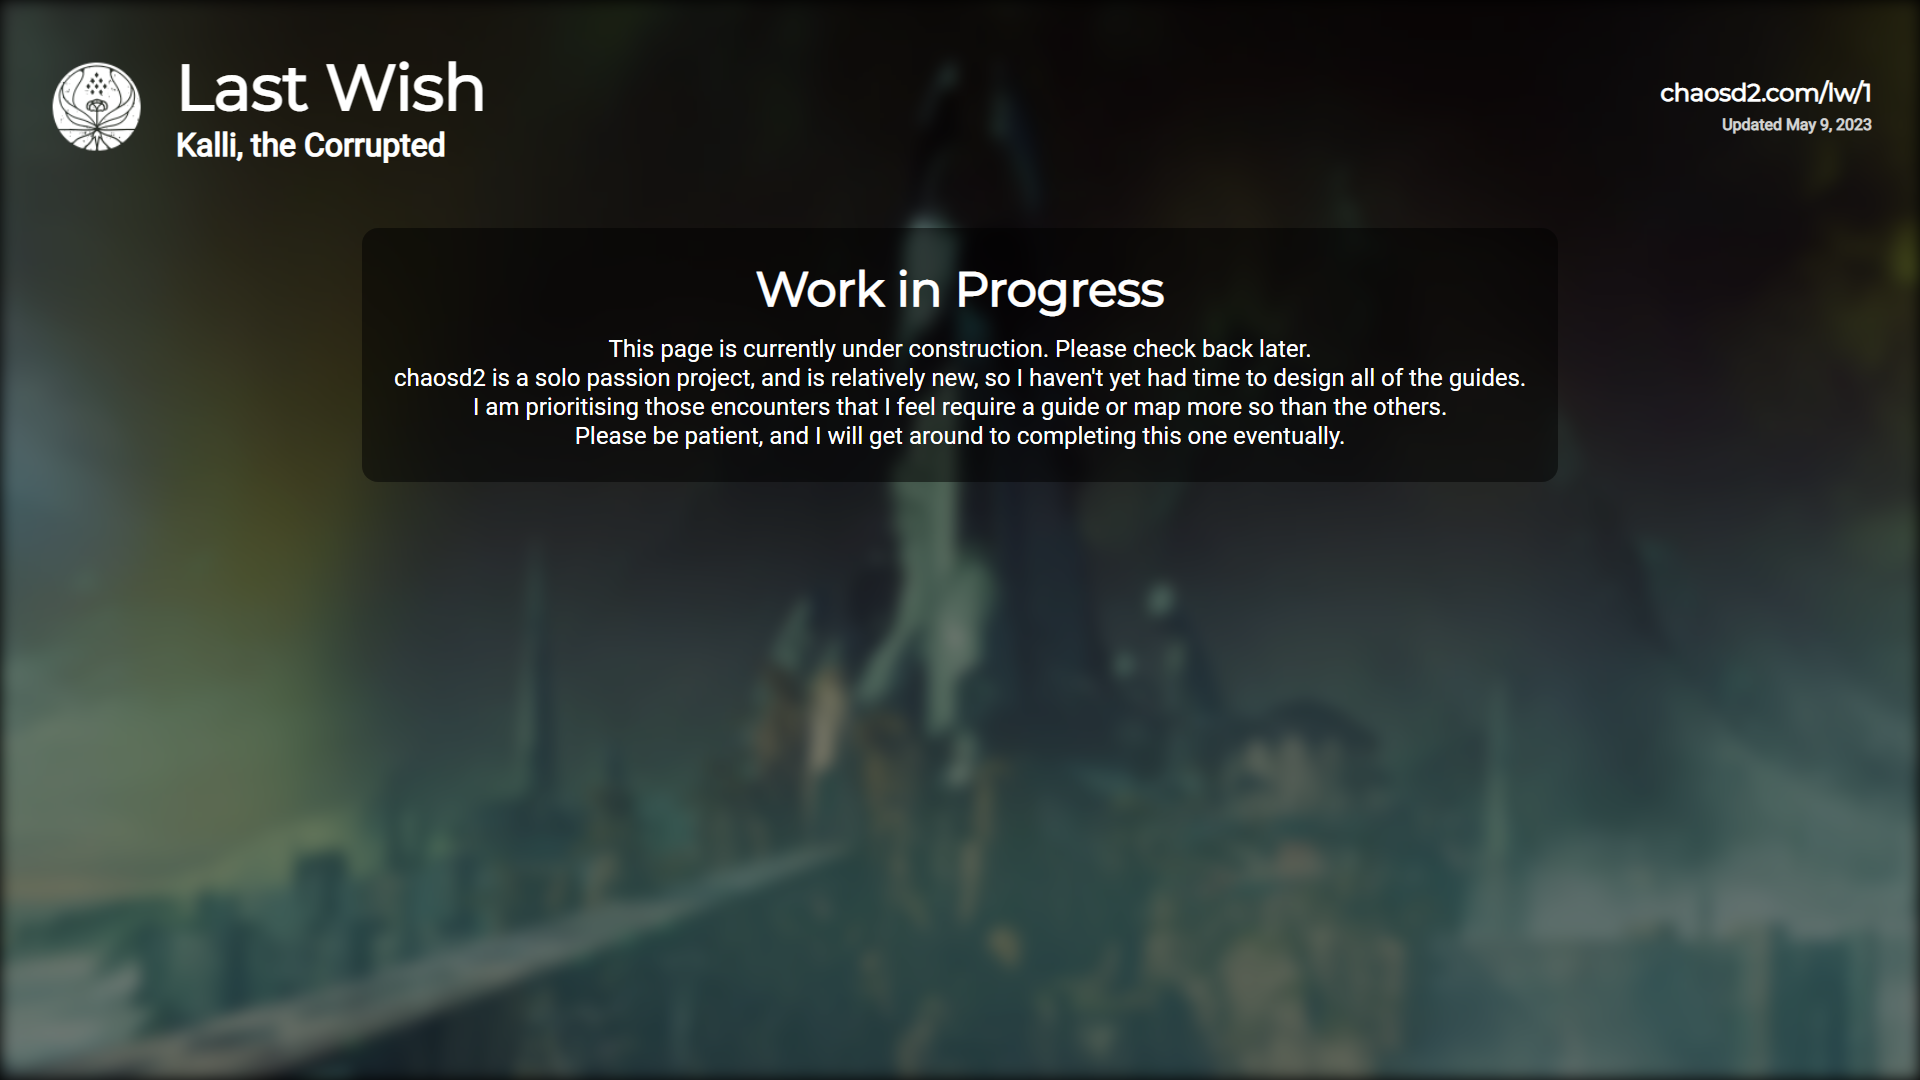 Last Wish
Kalli, the Corrupted
chaosd2.com/lw/1
Updated May 9, 2023
Work in Progress
This page is currently under construction. Please check back later.
chaosd2 is a solo passion project, and is relatively new, so I haven't yet had time to design all of the guides.
I am prioritising those encounters that I feel require a guide or map more so than the others.
Please be patient, and I will get around to completing this one eventually.